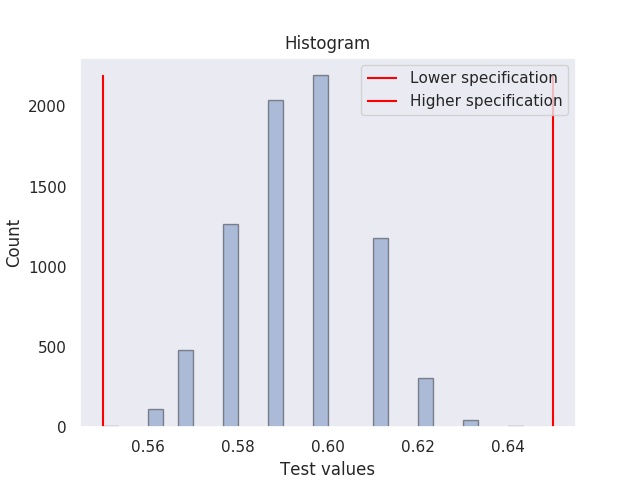 Histogram
Lower specification
Higher specification
2000
1500
1000
500
0
Count
0.56 0.58 0.60 0.62 0.64
Test values